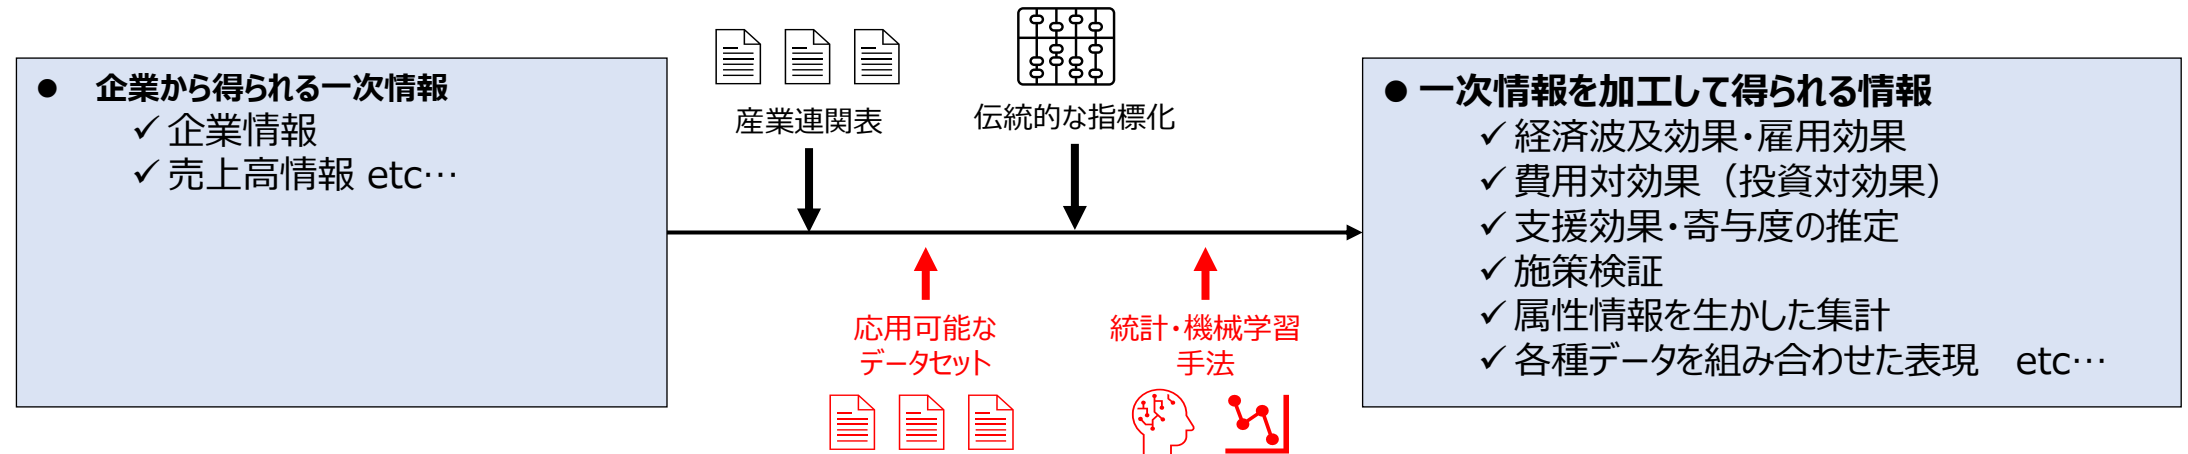 ● 企業から得られる一次情報
✓ 企業情報
✓ 売上高情報 etc…
産業連関表
伝統的な指標化
応用可能な
データセット
統計・機械学習
手法
● 一次情報を加工して得られる情報
✓ 経済波及効果・雇用効果
✓ 費用対効果（投資対効果）
✓ 支援効果・寄与度の推定
✓ 施策検証
✓ 属性情報を生かした集計
✓ 各種データを組み合わせた表現　etc…